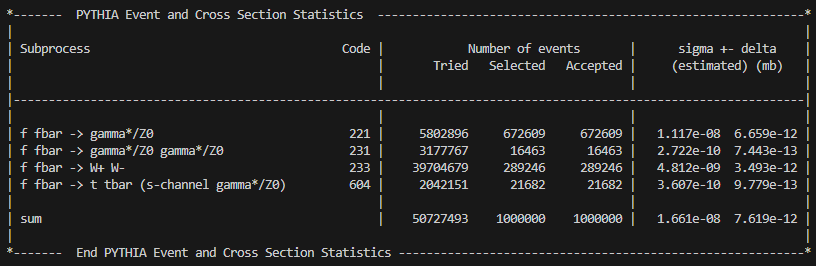 *------- PYTHIA Event and Cross Section Statistics -------------------------------------------------------------*
| |
| Subprocess Code | Number of events | sigma +- delta |
| | Tried Selected Accepted | (estimated) (mb) |
| | | |
|-----------------------------------------------------------------------------------------------------------------|
| | | |
| f fbar -> gamma*/Z0 221 | 5802896 672609 672609 | 1.117e-08 6.659e-12 |
| f fbar -> gamma*/Z0 gamma*/Z0 231 | 3177767 16463 16463 | 2.722e-10 7.443e-13 |
| f fbar -> W+ W- 233 | 39704679 289246 289246 | 4.812e-09 3.493e-12 |
| f fbar -> t tbar (s-channel gamma*/Z0) 604 | 2042151 21682 21682 | 3.607e-10 9.779e-13 |
| | | |
| sum | 50727493 1000000 1000000 | 1.661e-08 7.619e-12 |
| |
*------- End PYTHIA Event and Cross Section Statistics ----------------------------------------------------------*